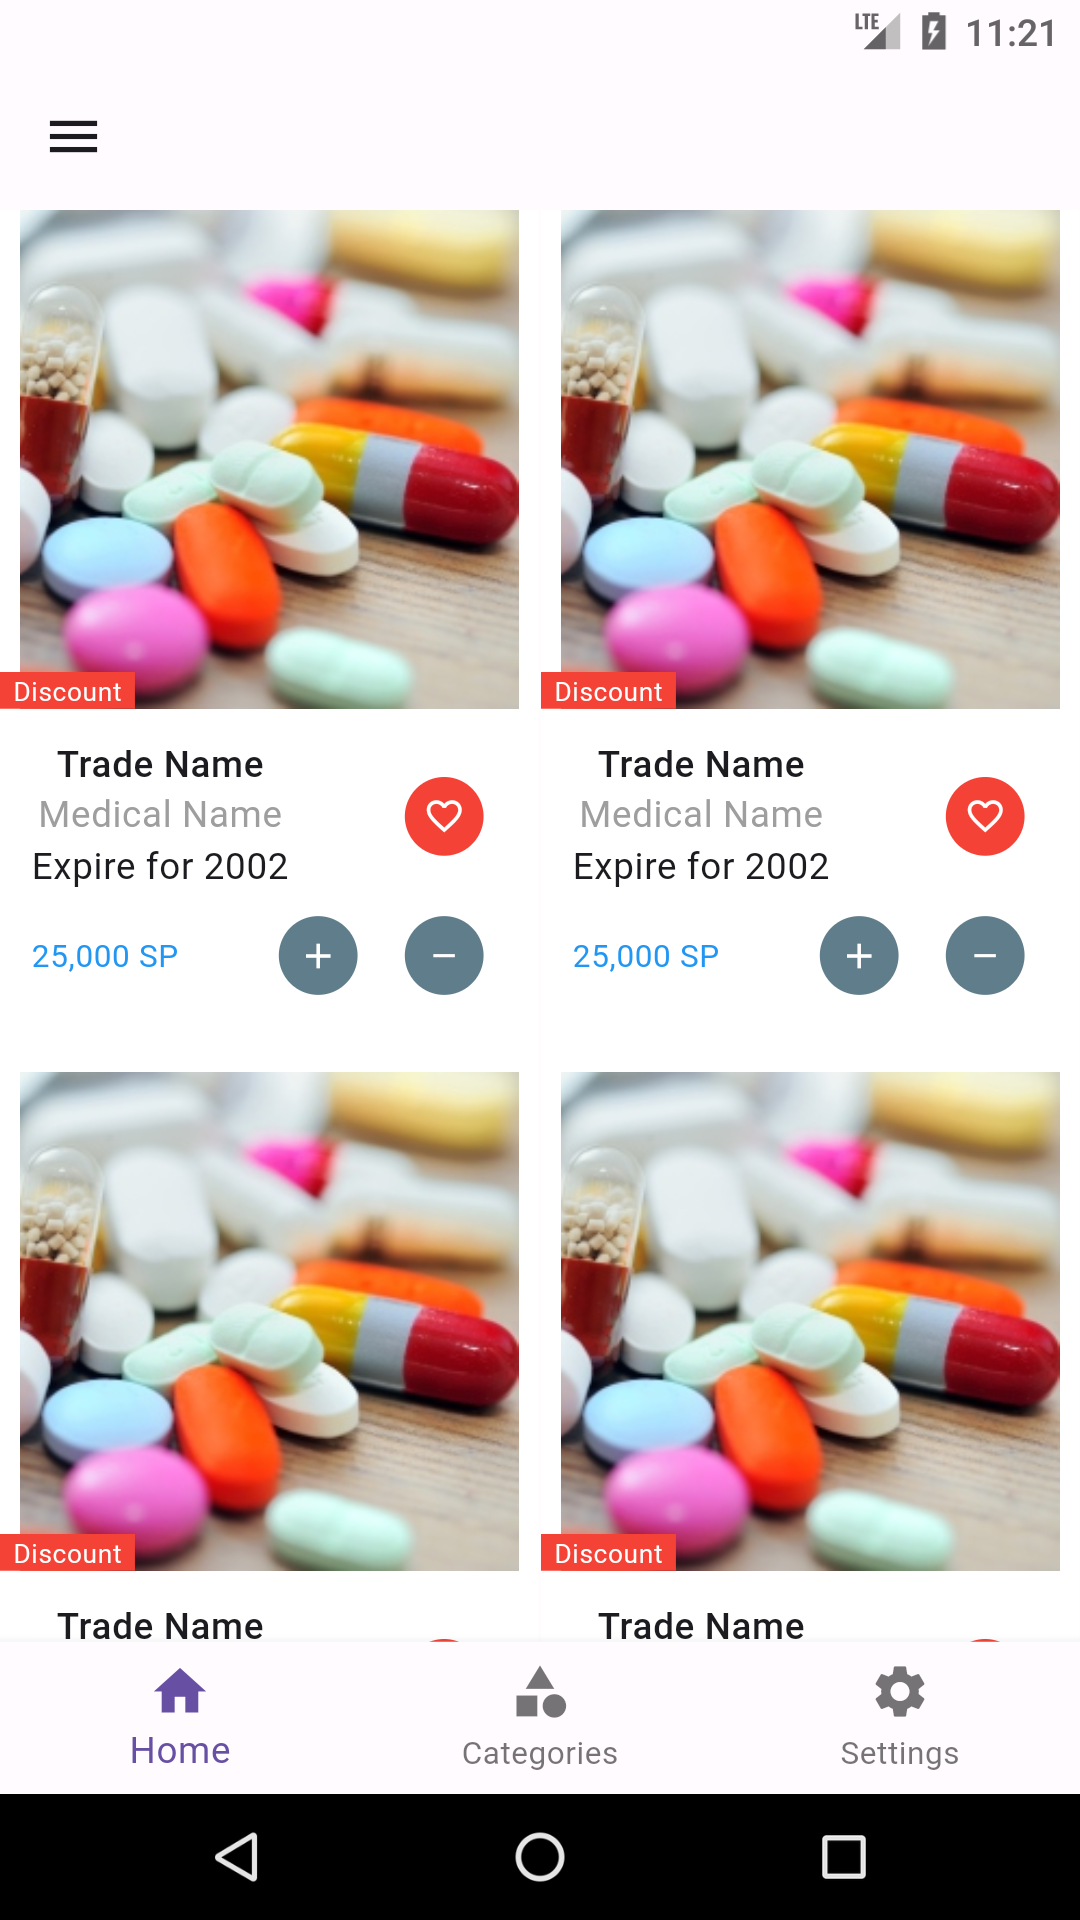 LTE 11:21
Discount Discount
Trade Name Trade Name
Medical Name Medical Name
Expire for 2002 Expire for 2002
25,000 SP 25,000 SP
Discount Discount
Trade Name Trade Name
Home Categories Settings